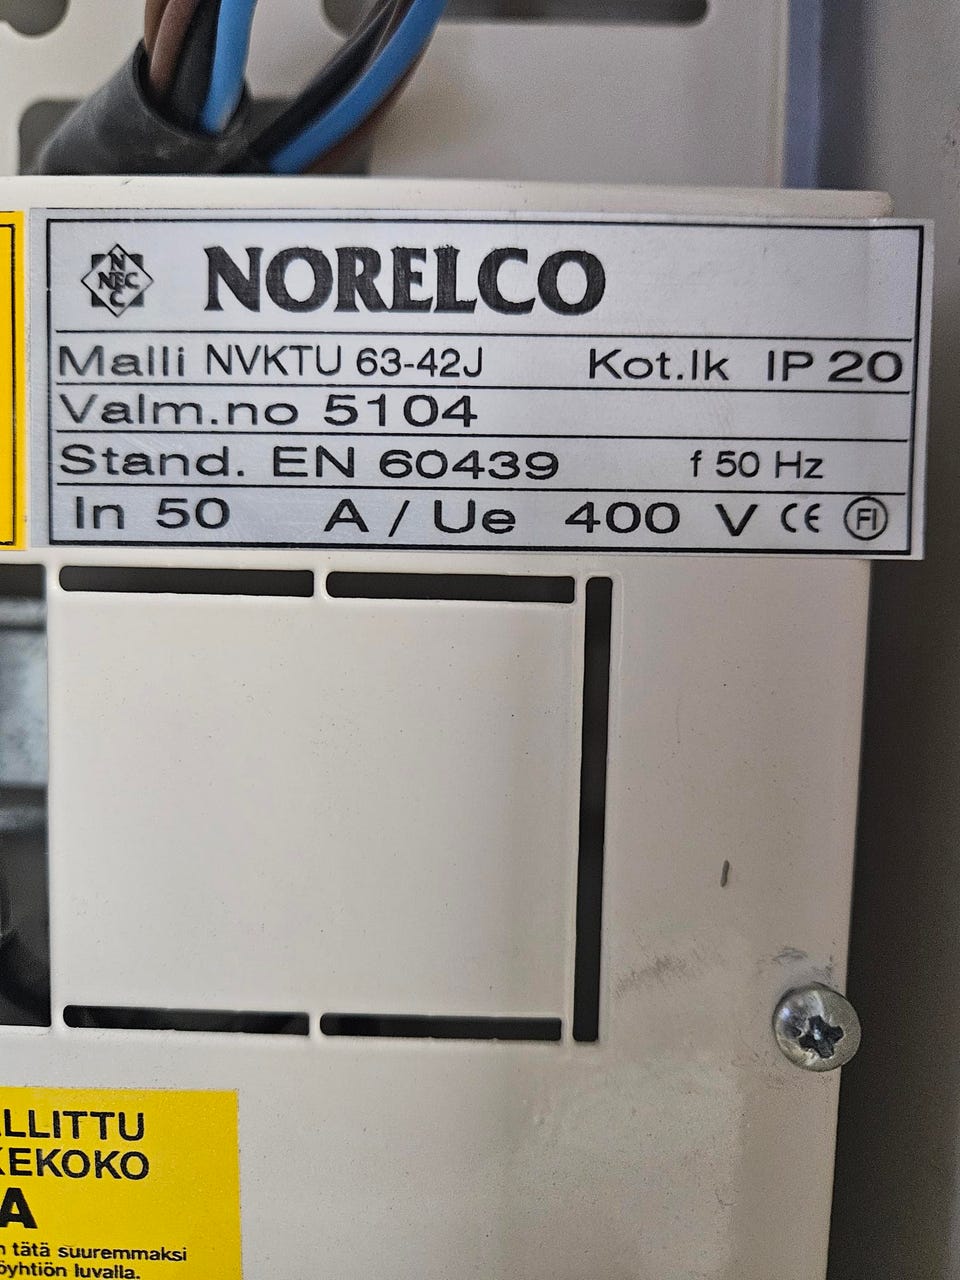 NEC NORELCO
Malli NVKTU 63-42J Kot.lk IP 20
Valm.no 5104
Stand. EN 60439 f 50 Hz
In 50 A / Ue 400 V CE FI
LLITTU
KEKOKO
A
n tätä suuremmaksi
öyhtiön luvalla.